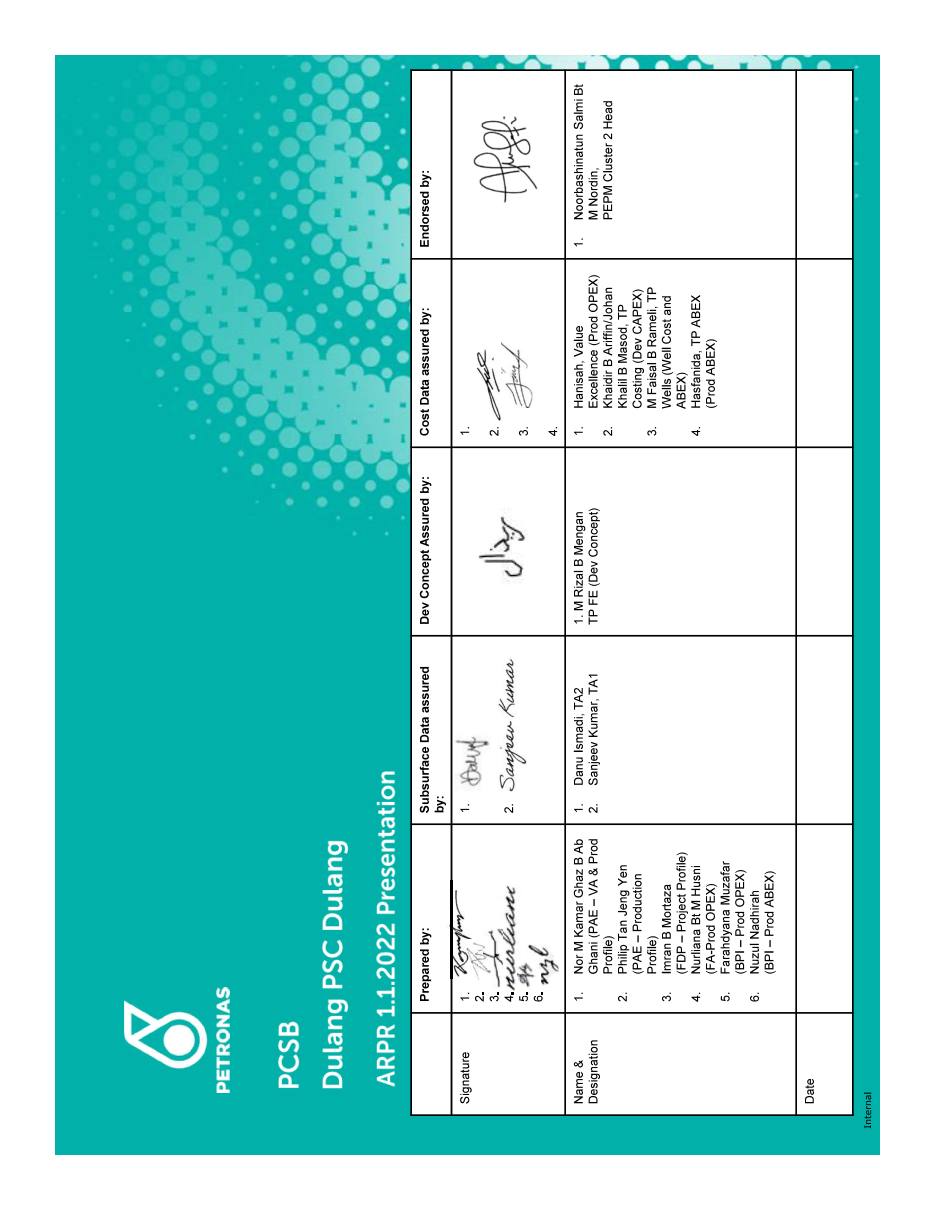 PETRONAS
PCSB
Dulang PSC Dulang
ARPR 1.1.2022 Presentation
Prepared by:
Subsurface Data assured
by:
Dev Concept Assured by:
Cost Data assured by:
Endorsed by:
Signature
1.
2.
3.
4. nurliani
5.
6. nzl
1.
2. Sanjeev Kumar
1.
2.
3.
4.
Name &
Designation
1. Nor M Kamar Ghaz B Ab
Ghani (PAE – VA & Prod
Profile)
2. Philip Tan Jeng Yen
(PAE – Production
Profile)
3. Imran B Mortaza
(FDP – Project Profile)
4. Nurliana Bt M Husni
(FA-Prod OPEX)
5. Farahdyana Muzafar
(BPI – Prod OPEX)
6. Nuzul Nadhirah
(BPI – Prod ABEX)
1. Danu Ismadi, TA2
2. Sanjeev Kumar, TA1
1. M Rizal B Mengan
TP FE (Dev Concept)
1. Hanisah, Value
Excellence (Prod OPEX)
2. Khaidir B Ariffin/Johan
Khalil B Masod, TP
Costing (Dev CAPEX)
3. M Faisal B Rameli, TP
Wells (Well Cost and
ABEX)
4. Hasfanida, TP ABEX
(Prod ABEX)
1. Noorbashinatun Salmi Bt
M Nordin,
PEPM Cluster 2 Head
Date
Internal